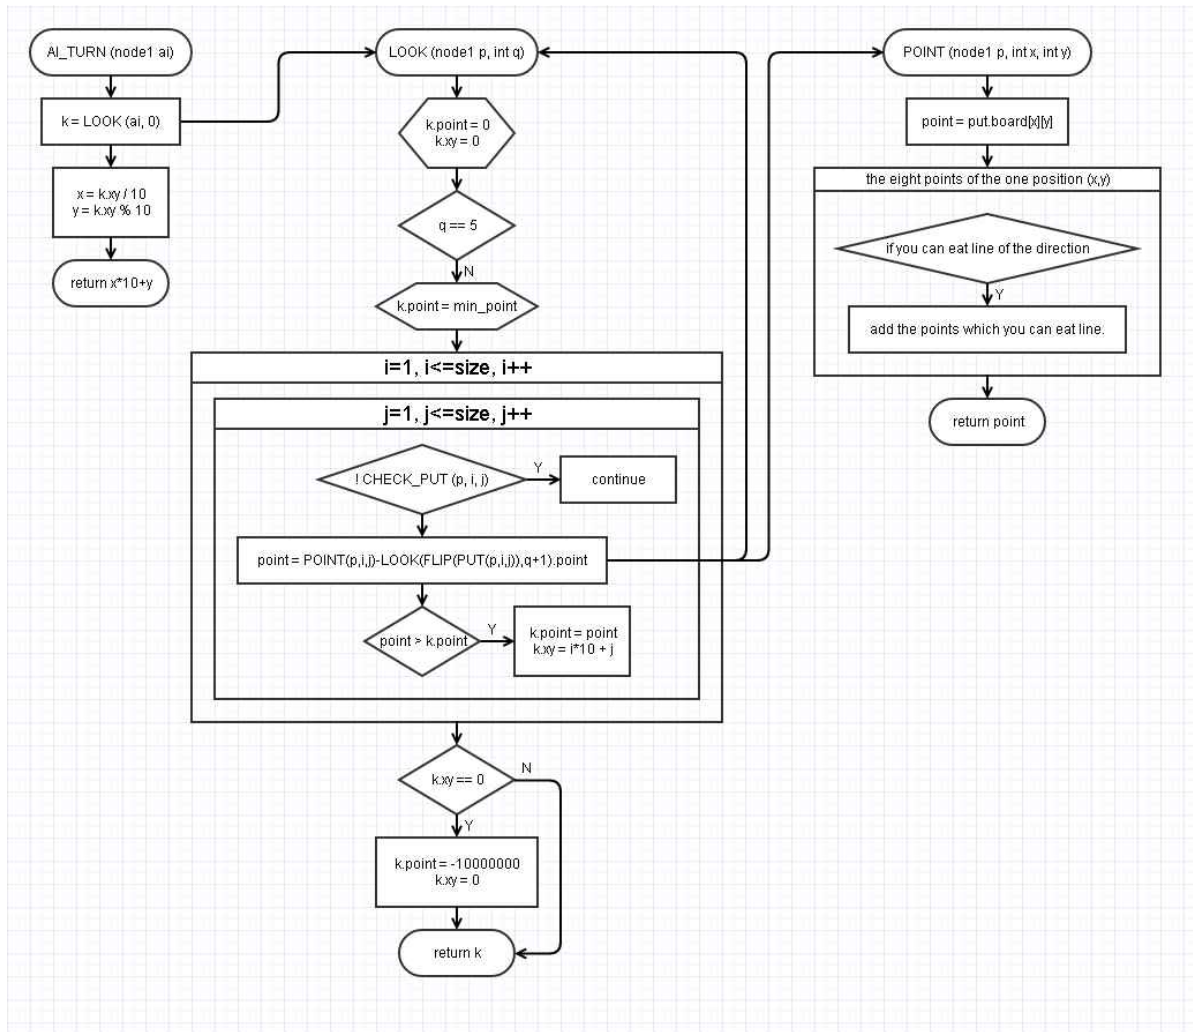 AI_TURN (node1 ai)
k = LOOK (ai, 0)
x = k.xy / 10
y = k.xy % 10
return x*10+y
LOOK (node1 p, int q)
k.point = 0
k.xy = 0
q == 5
N
k.point = min_point
i=1, i<=size, i++
j=1, j<=size, j++
! CHECK_PUT (p, i, j)
Y
continue
point = POINT(p,i,j)-LOOK(FLIP(PUT(p,i,j)),q+1).point
point > k.point
Y
k.point = point
k.xy = i*10 + j
k.xy == 0
N
Y
k.point = -10000000
k.xy = 0
return k
POINT (node1 p, int x, int y)
point = put.board[x][y]
the eight points of the one position (x,y)
if you can eat line of the direction
Y
add the points which you can eat line.
return point